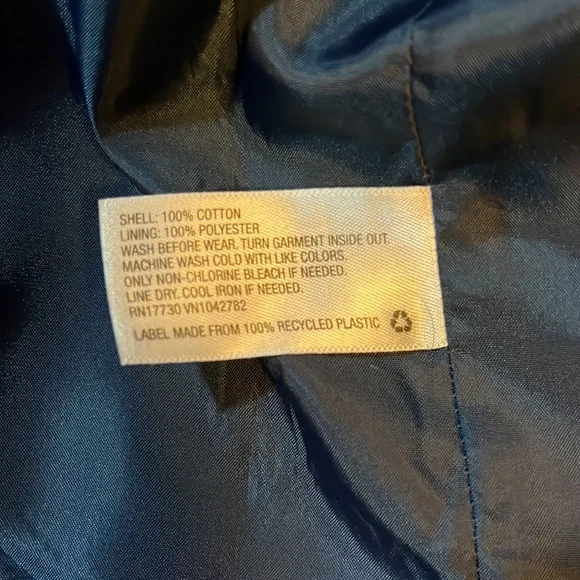 SHELL: 100% COTTON
LINING: 100% POLYESTER
WASH BEFORE WEAR. TURN GARMENT INSIDE OUT.
MACHINE WASH COLD WITH LIKE COLORS.
ONLY NON-CHLORINE BLEACH IF NEEDED.
LINE DRY. COOL IRON IF NEEDED.
RN17730 VN1042782
LABEL MADE FROM 100% RECYCLED PLASTIC